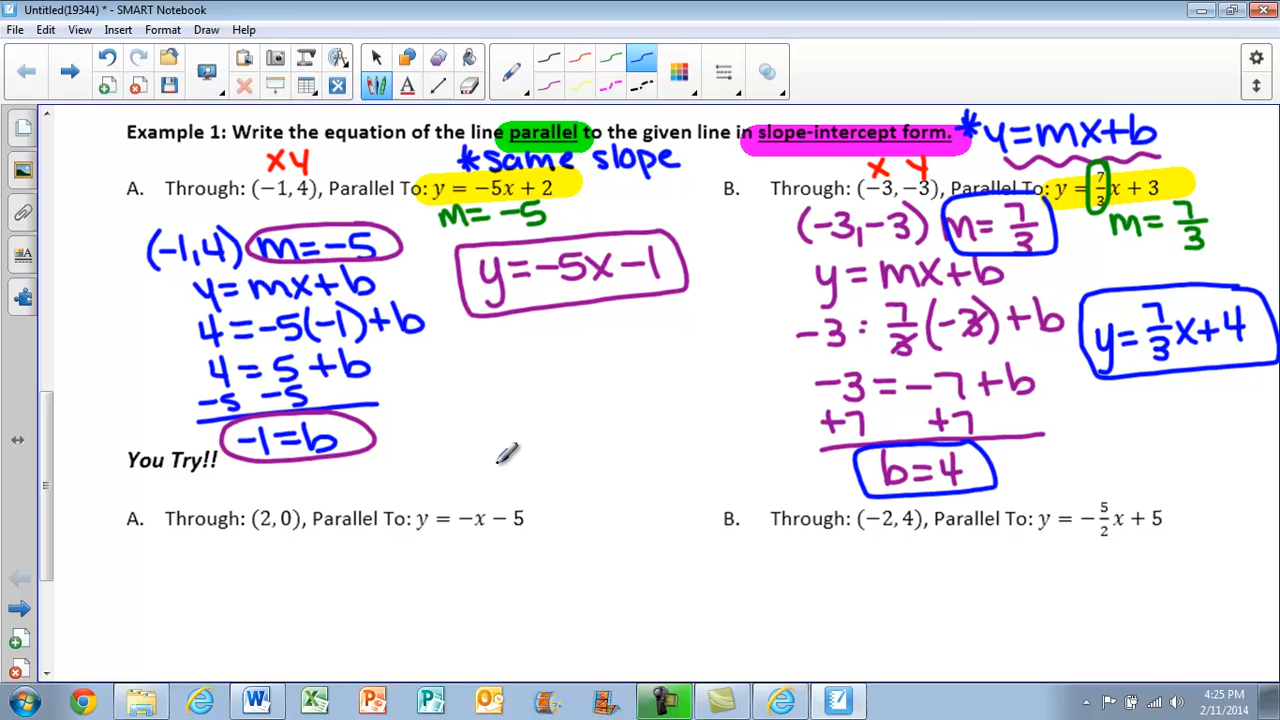 Untitled(19344) * - SMART Notebook
File Edit View Insert Format Draw Help
Example 1: Write the equation of the line parallel to the given line in slope-intercept form. *y=mx+b
x y *same slope x y
A. Through: (−1, 4), Parallel To: y = −5x + 2
m=-5
(-1,4) m=-5
y=mx+b
4=-5(-1)+b
4=5+b
-5 -5
-1=b
y=-5x-1
B. Through: (−3, −3), Parallel To: y = 7/3 x + 3
m=7/3
(-3,-3) m=7/3
y=mx+b
-3=7/3(-3)+b
-3=-7+b
+7 +7
b=4
y=7/3x+4
You Try!!
A. Through: (2, 0), Parallel To: y = −x − 5
B. Through: (−2, 4), Parallel To: y = −5/2 x + 5
4:25 PM
2/11/2014